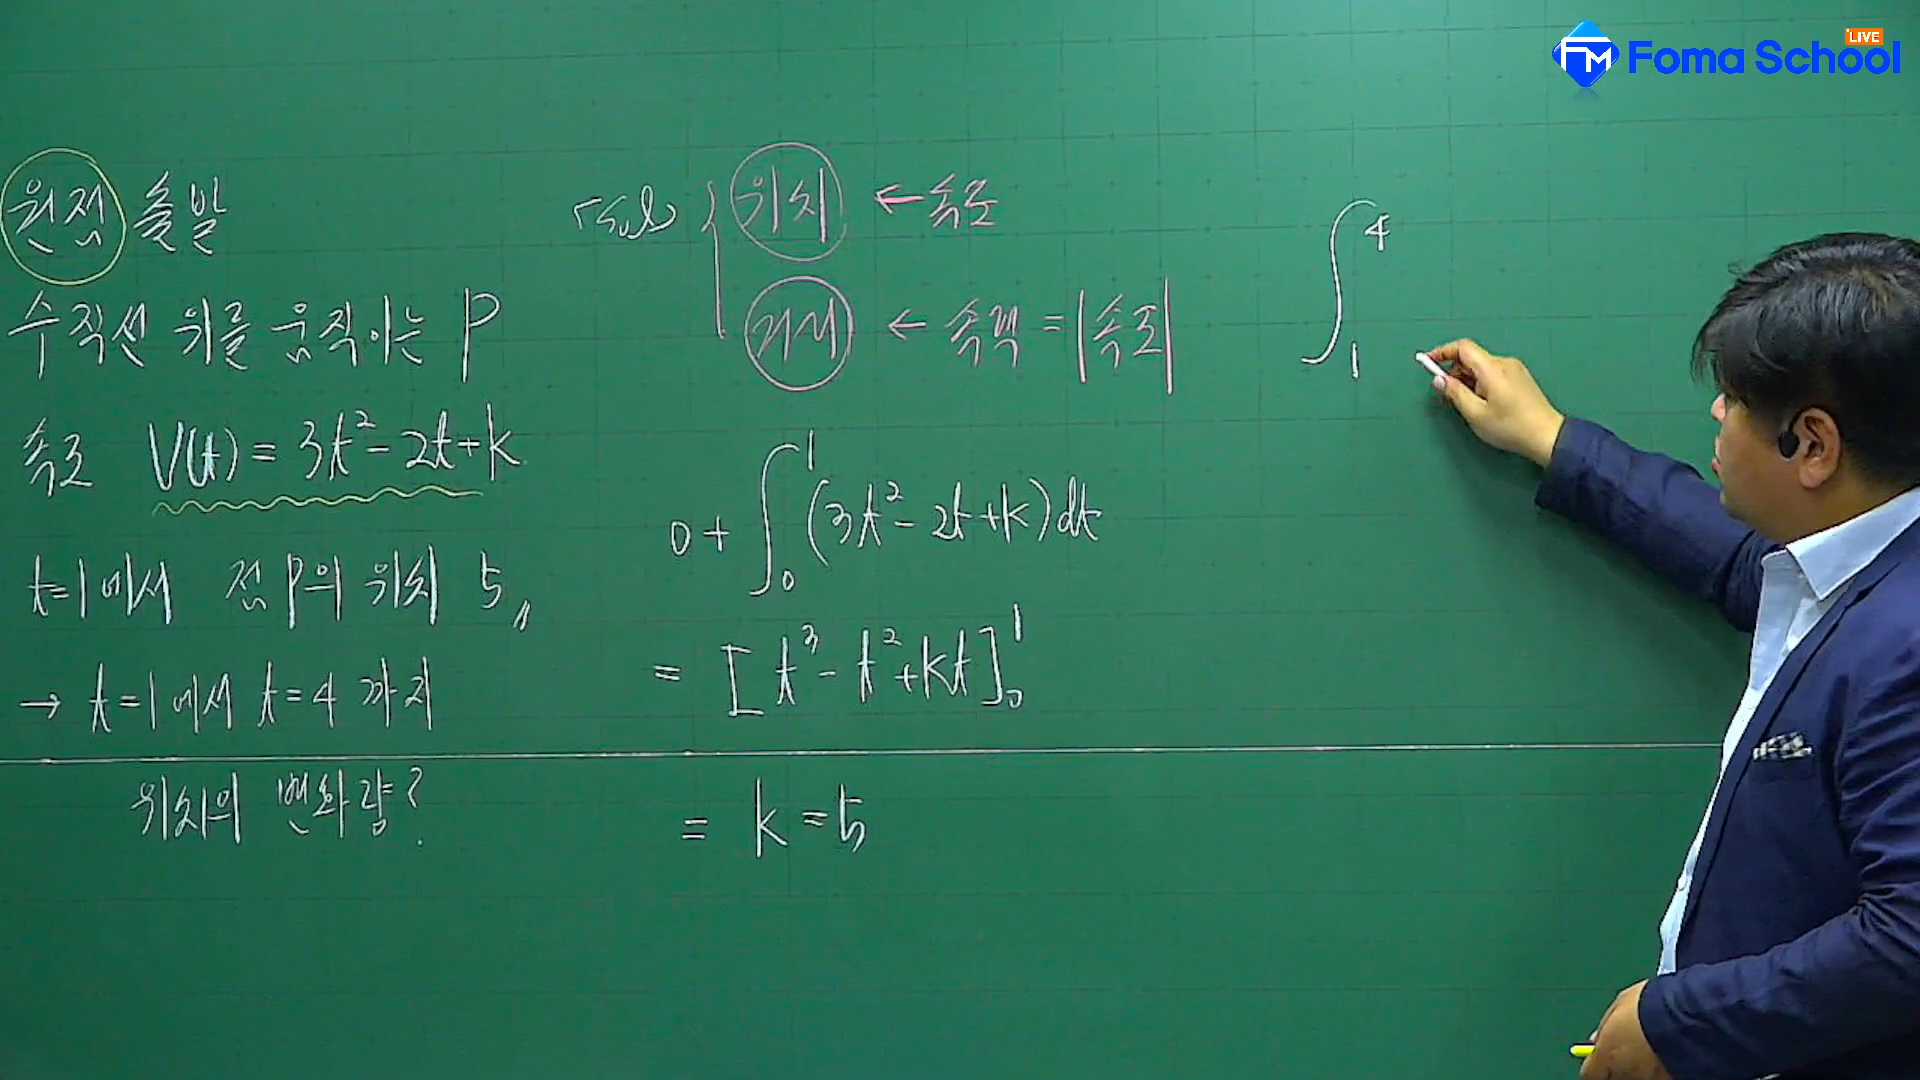 원점 출발
수직선 위를 움직이는 P
속도 V(t) = 3t² - 2t + k
t=1 에서 점 P의 위치 5,
→ t=1 에서 t=4 까지
위치의 변화량?
위치 ← 속도
거리 ← 속력 = |속도|
0 + ∫₀¹ (3t² - 2t + k) dt
= [t³ - t² + kt]₀¹
= k = 5
∫₁⁴
LIVE
FM Foma School